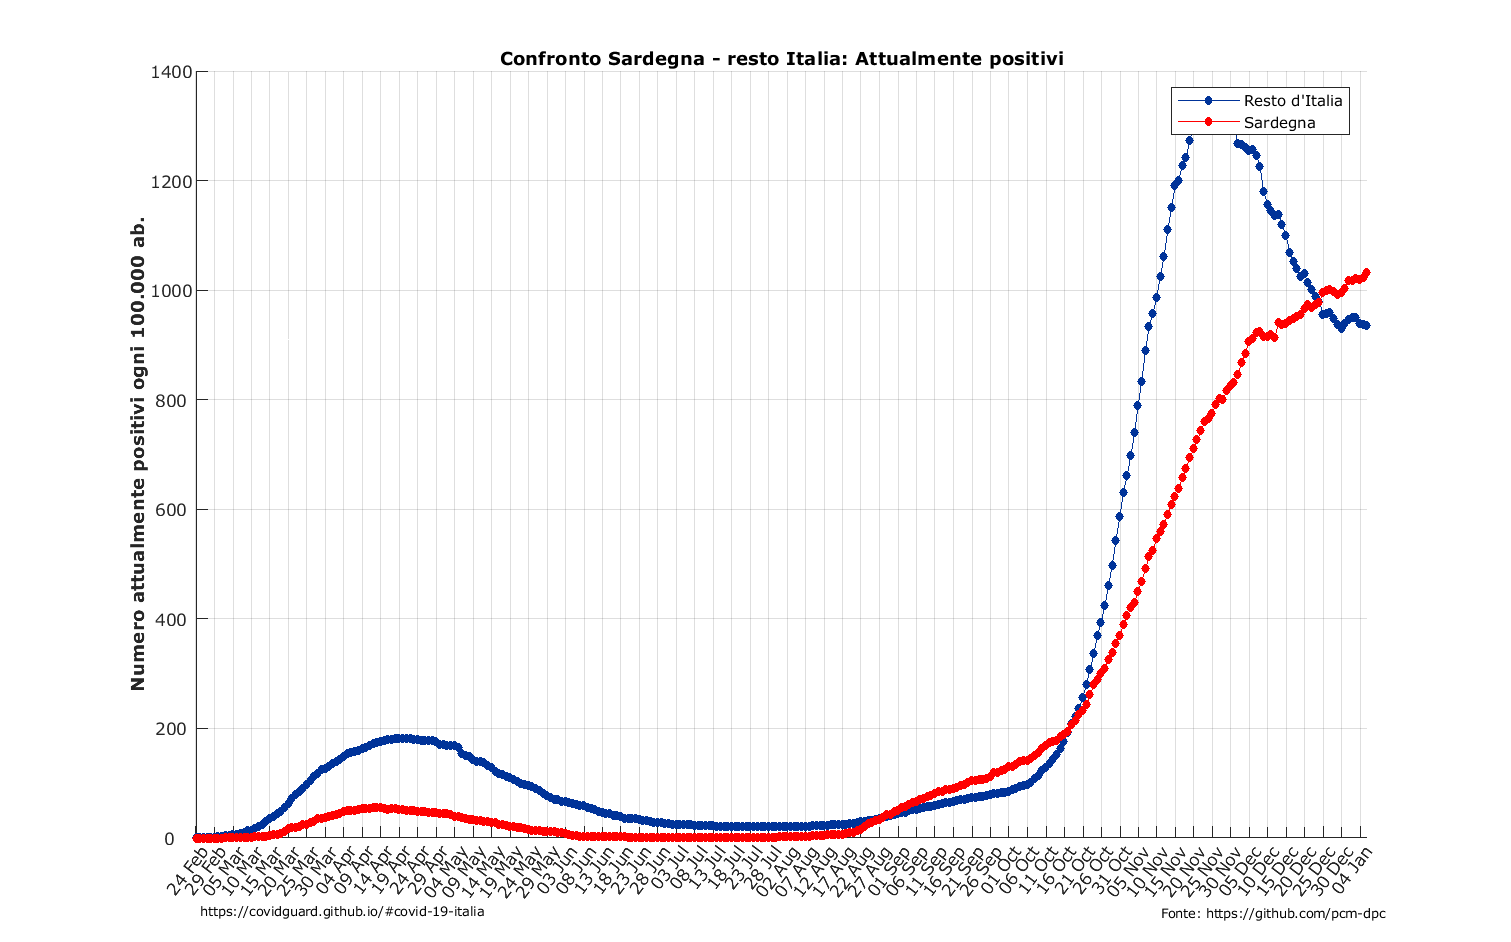 Confronto Sardegna - resto Italia: Attualmente positivi
Numero attualmente positivi ogni 100.000 ab.
1400
1200
1000
800
600
400
200
0
Resto d'Italia
Sardegna
24 Feb
29 Feb
05 Mar
10 Mar
15 Mar
20 Mar
25 Mar
30 Mar
04 Apr
09 Apr
14 Apr
19 Apr
24 Apr
29 Apr
04 May
09 May
14 May
19 May
24 May
29 May
03 Jun
08 Jun
13 Jun
18 Jun
23 Jun
28 Jun
03 Jul
08 Jul
13 Jul
18 Jul
23 Jul
28 Jul
02 Aug
07 Aug
12 Aug
17 Aug
22 Aug
27 Aug
01 Sep
06 Sep
11 Sep
16 Sep
21 Sep
26 Sep
01 Oct
06 Oct
11 Oct
16 Oct
21 Oct
26 Oct
31 Oct
05 Nov
10 Nov
15 Nov
20 Nov
25 Nov
30 Nov
05 Dec
10 Dec
15 Dec
20 Dec
25 Dec
30 Dec
04 Jan
https://covidguard.github.io/#covid-19-italia
Fonte: https://github.com/pcm-dpc